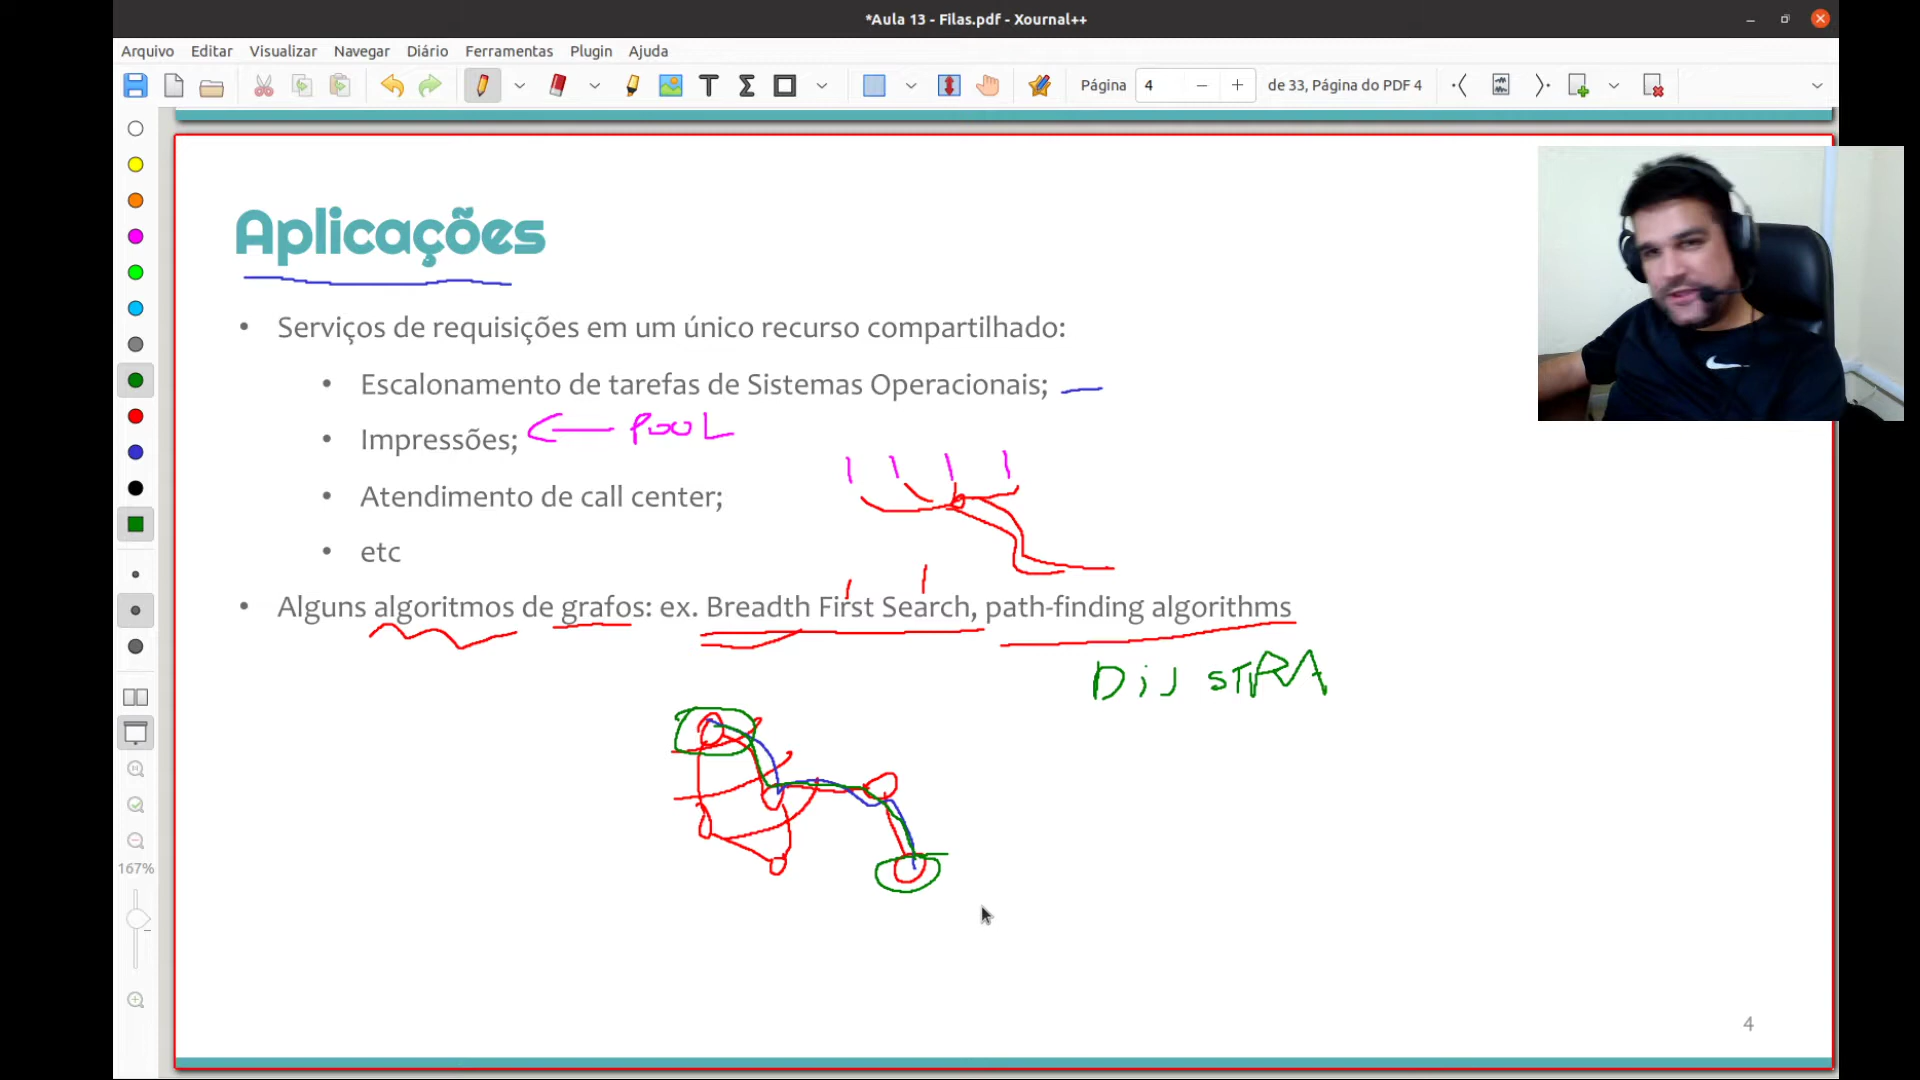 *Aula 13 - Filas.pdf - Xournal++
Arquivo Editar Visualizar Navegar Diário Ferramentas Plugin Ajuda
Página 4 de 33, Página do PDF 4
Aplicações
• Serviços de requisições em um único recurso compartilhado:
• Escalonamento de tarefas de Sistemas Operacionais;
• Impressões; POOL
• Atendimento de call center;
• etc
• Alguns algoritmos de grafos: ex. Breadth First Search, path-finding algorithms
DiJ sTRA
167%
4